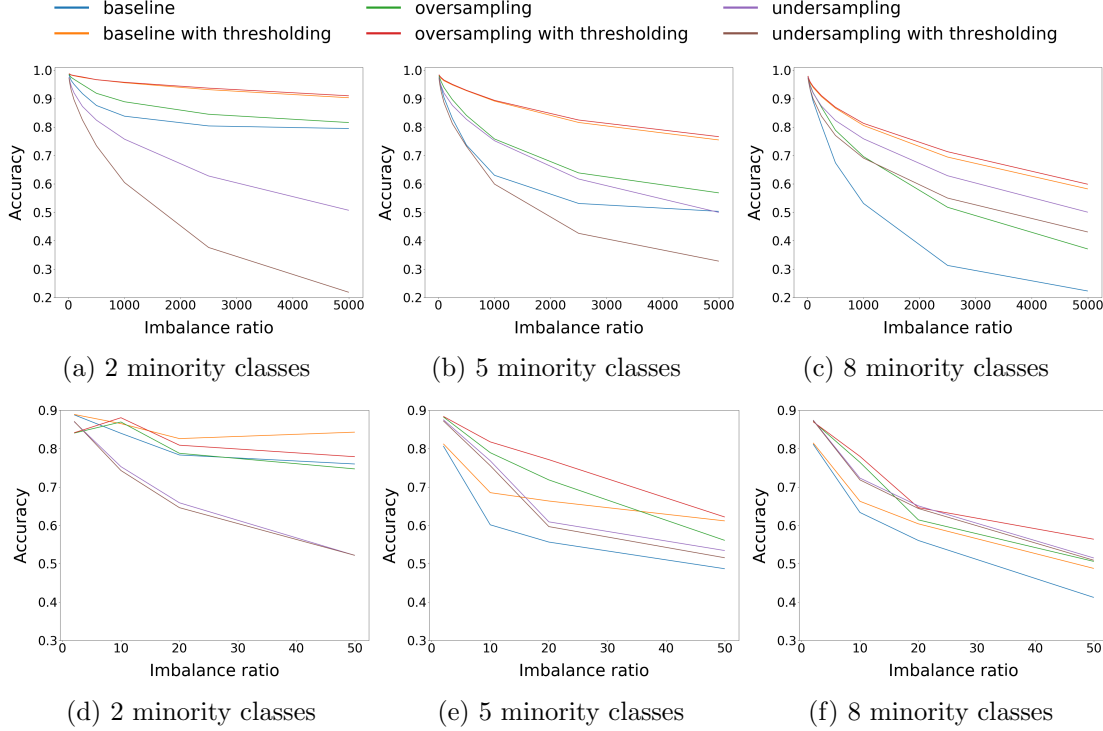 baseline oversampling undersampling
baseline with thresholding oversampling with thresholding undersampling with thresholding
1.0 0.9 0.8 0.7 0.6 0.5 0.4 0.3 0.2
Accuracy
0 1000 2000 3000 4000 5000
Imbalance ratio
(a) 2 minority classes
1.0 0.9 0.8 0.7 0.6 0.5 0.4 0.3 0.2
Accuracy
0 1000 2000 3000 4000 5000
Imbalance ratio
(b) 5 minority classes
1.0 0.9 0.8 0.7 0.6 0.5 0.4 0.3 0.2
Accuracy
0 1000 2000 3000 4000 5000
Imbalance ratio
(c) 8 minority classes
0.9 0.8 0.7 0.6 0.5 0.4 0.3
Accuracy
0 10 20 30 40 50
Imbalance ratio
(d) 2 minority classes
0.9 0.8 0.7 0.6 0.5 0.4 0.3
Accuracy
0 10 20 30 40 50
Imbalance ratio
(e) 5 minority classes
0.9 0.8 0.7 0.6 0.5 0.4 0.3
Accuracy
0 10 20 30 40 50
Imbalance ratio
(f) 8 minority classes